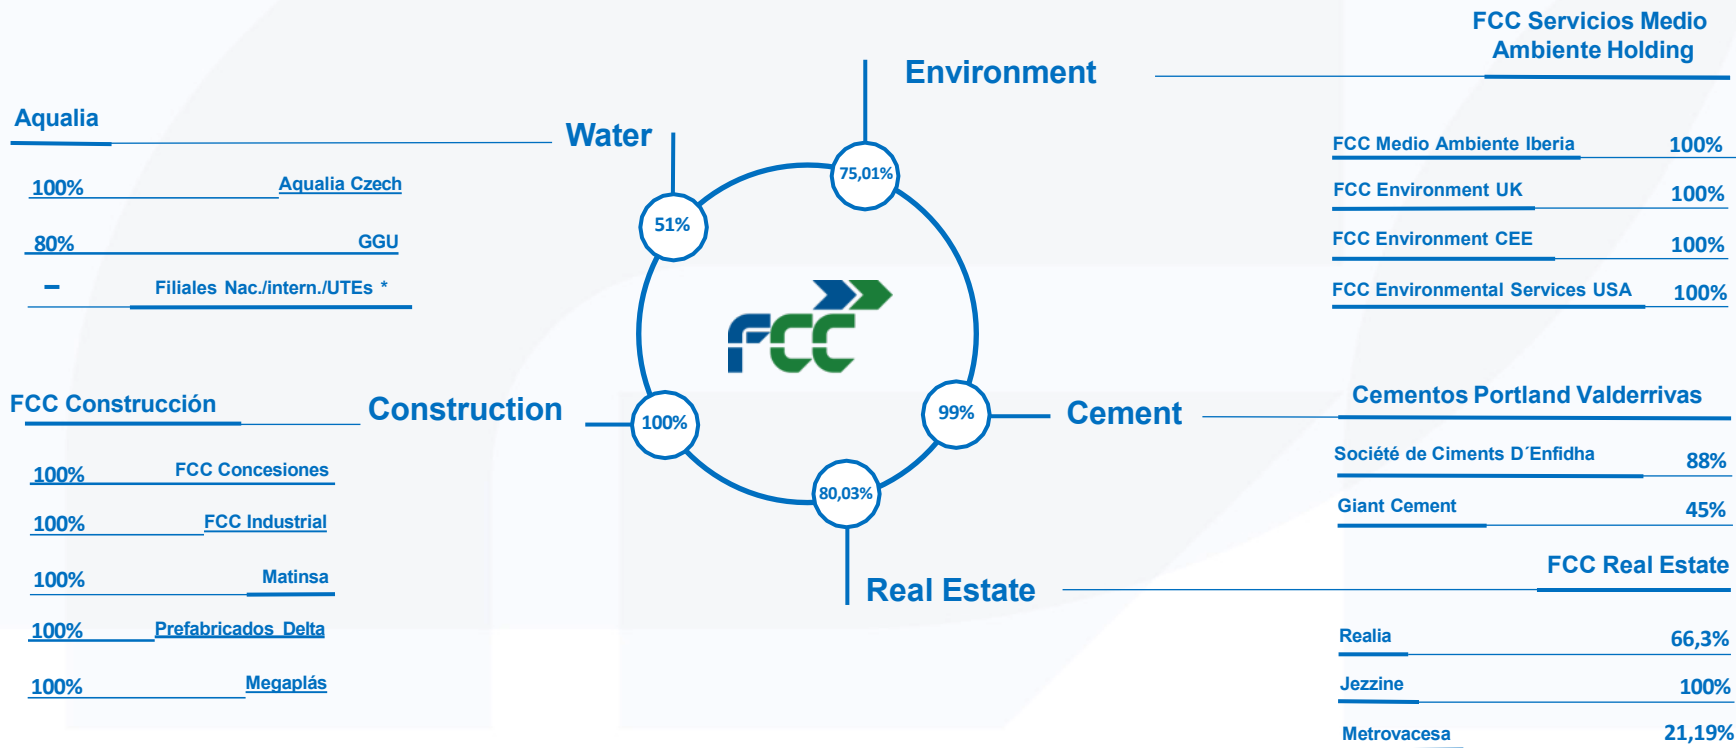 FCC Servicios Medio
Ambiente Holding
Environment
Aqualia
Water
FCC Medio Ambiente Iberia 100%
75,01%
100% Aqualia Czech
FCC Environment UK 100%
51%
80% GGU
FCC Environment CEE 100%
– Filiales Nac./intern./UTEs *
FCC Environmental Services USA 100%
FCC
FCC Construcción
Construction
100%
99%
Cement
Cementos Portland Valderrivas
Société de Ciments D´Enfidha 88%
100% FCC Concesiones
80,03%
Giant Cement 45%
100% FCC Industrial
FCC Real Estate
100% Matinsa
Real Estate
100% Prefabricados Delta
Realia 66,3%
100% Megaplás
Jezzine 100%
Metrovacesa 21,19%